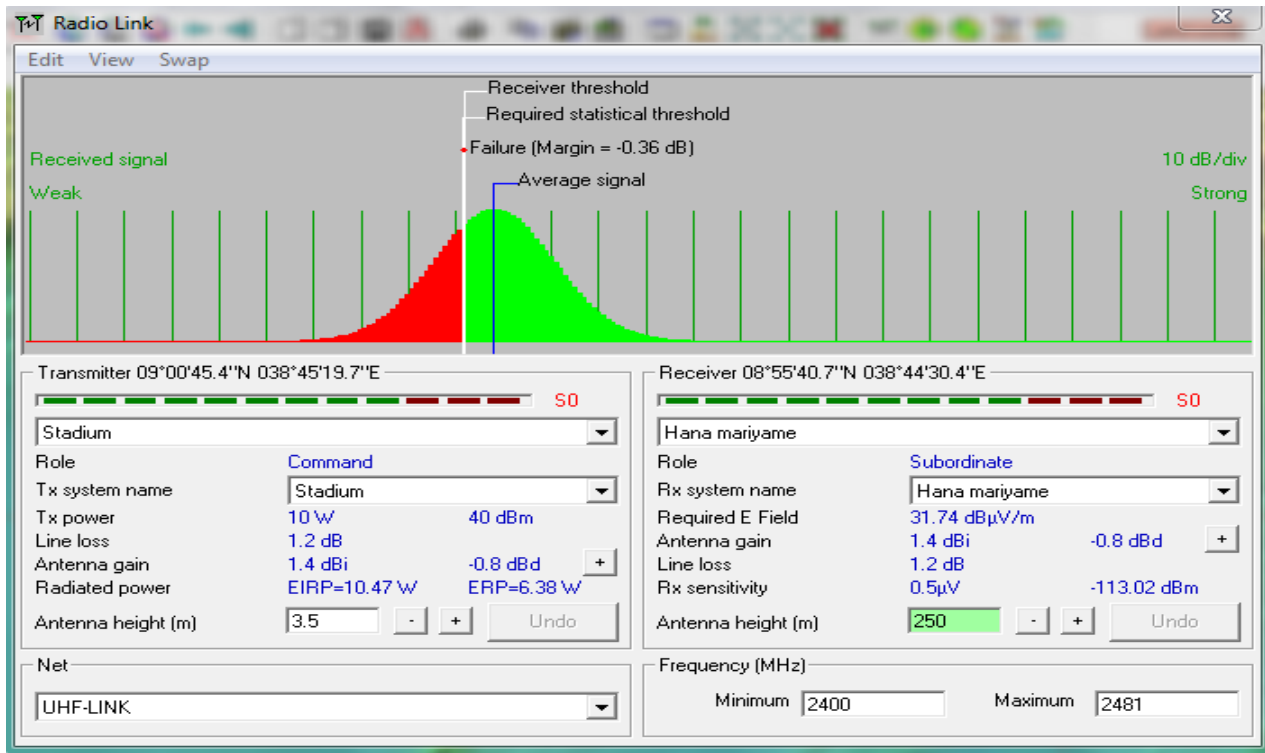 Radio Link
Edit View Swap
Receiver threshold
Required statistical threshold
Failure (Margin = -0.36 dB)
Received signal
10 dB/div
Average signal
Weak
Strong
Transmitter 09°00'45.4''N 038°45'19.7''E
S0
Stadium
Role Command
Tx system name Stadium
Tx power 10 W 40 dBm
Line loss 1.2 dB
Antenna gain 1.4 dBi -0.8 dBd +
Radiated power EIRP=10.47 W ERP=6.38 W
Antenna height (m) 3.5 - + Undo
Net
UHF-LINK
Receiver 08°55'40.7''N 038°44'30.4''E
S0
Hana mariyame
Role Subordinate
Rx system name Hana mariyame
Required E Field 31.74 dBµV/m
Antenna gain 1.4 dBi -0.8 dBd +
Line loss 1.2 dB
Rx sensitivity 0.5µV -113.02 dBm
Antenna height (m) 250 - + Undo
Frequency (MHz)
Minimum 2400 Maximum 2481